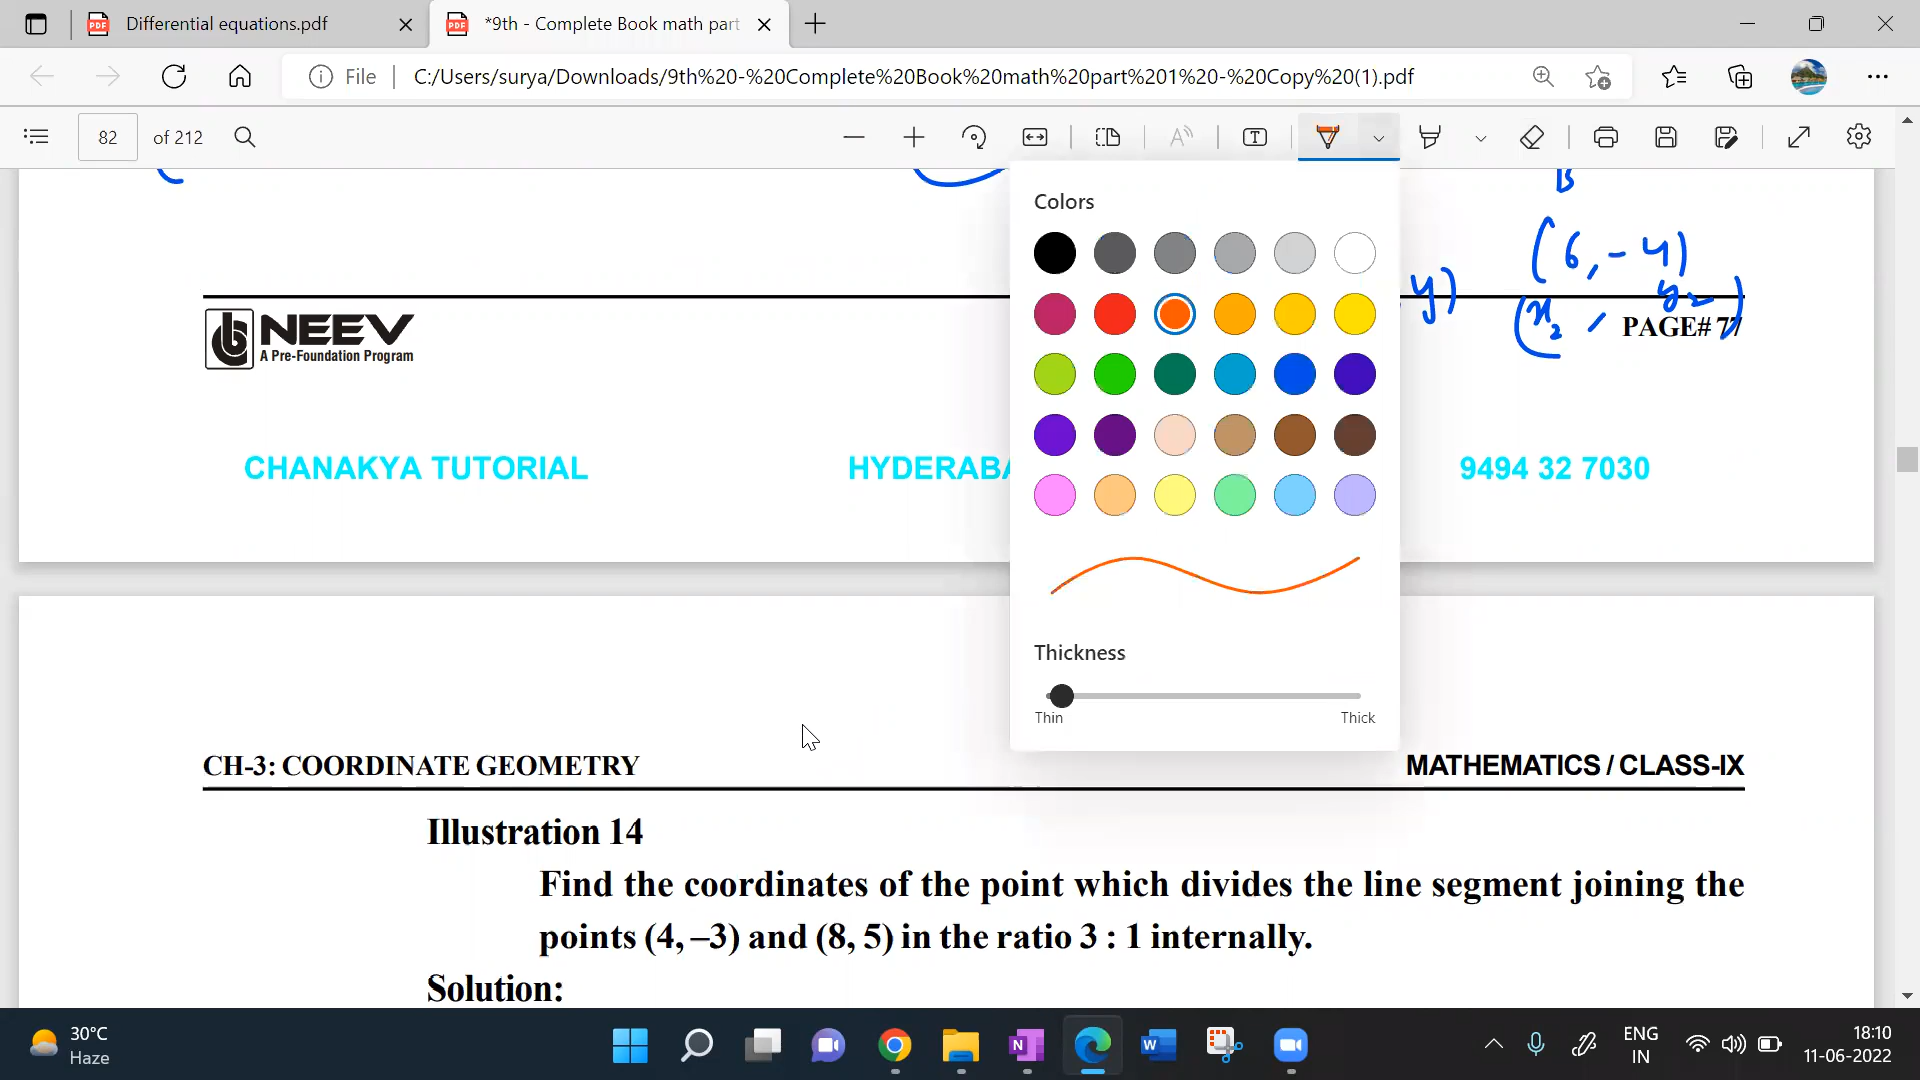 Differential equations.pdf
*9th - Complete Book math part
File
C:/Users/surya/Downloads/9th%20-%20Complete%20Book%20math%20part%201%20-%20Copy%20(1).pdf
82 of 212
Colors
B
(6, -4)
y)
(x2, y2)
NEEV
A Pre-Foundation Program
PAGE# 77
CHANAKYA TUTORIAL
HYDERABA
9494 32 7030
Thickness
Thin
Thick
CH-3: COORDINATE GEOMETRY
MATHEMATICS / CLASS-IX
Illustration 14
Find the coordinates of the point which divides the line segment joining the
points (4, –3) and (8, 5) in the ratio 3 : 1 internally.
Solution:
30°C
Haze
ENG
IN
18:10
11-06-2022